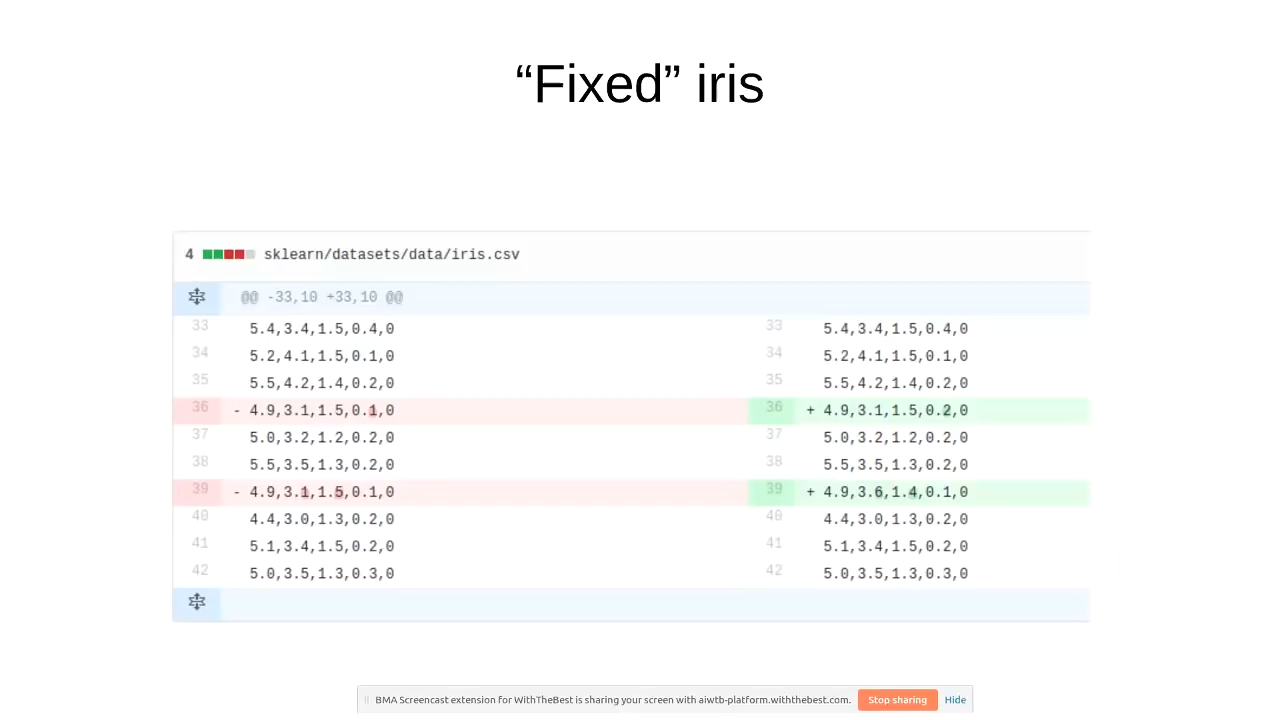 “Fixed” iris
4 sklearn/datasets/data/iris.csv
@@ -33,10 +33,10 @@
33 5.4,3.4,1.5,0.4,0 33 5.4,3.4,1.5,0.4,0
34 5.2,4.1,1.5,0.1,0 34 5.2,4.1,1.5,0.1,0
35 5.5,4.2,1.4,0.2,0 35 5.5,4.2,1.4,0.2,0
36 - 4.9,3.1,1.5,0.1,0 36 + 4.9,3.1,1.5,0.2,0
37 5.0,3.2,1.2,0.2,0 37 5.0,3.2,1.2,0.2,0
38 5.5,3.5,1.3,0.2,0 38 5.5,3.5,1.3,0.2,0
39 - 4.9,3.1,1.5,0.1,0 39 + 4.9,3.6,1.4,0.1,0
40 4.4,3.0,1.3,0.2,0 40 4.4,3.0,1.3,0.2,0
41 5.1,3.4,1.5,0.2,0 41 5.1,3.4,1.5,0.2,0
42 5.0,3.5,1.3,0.3,0 42 5.0,3.5,1.3,0.3,0
BMA Screencast extension for WithTheBest is sharing your screen with aiwtb-platform.withthebest.com. Stop sharing Hide